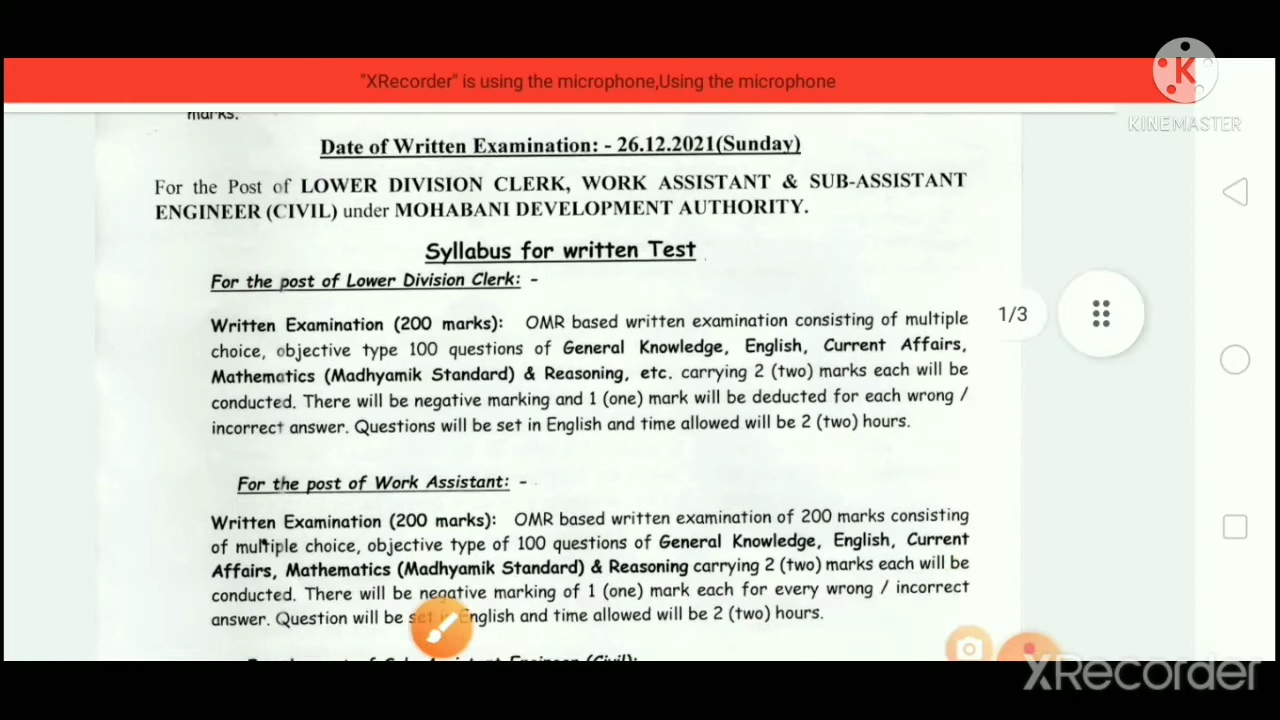 "XRecorder" is using the microphone,Using the microphone
KINEMASTER
marks.
Date of Written Examination: - 26.12.2021(Sunday)
For the Post of LOWER DIVISION CLERK, WORK ASSISTANT & SUB-ASSISTANT
ENGINEER (CIVIL) under MOHABANI DEVELOPMENT AUTHORITY.
Syllabus for written Test
For the post of Lower Division Clerk: -
Written Examination (200 marks): OMR based written examination consisting of multiple
1/3
choice, objective type 100 questions of General Knowledge, English, Current Affairs,
Mathematics (Madhyamik Standard) & Reasoning, etc. carrying 2 (two) marks each will be
conducted. There will be negative marking and 1 (one) mark will be deducted for each wrong /
incorrect answer. Questions will be set in English and time allowed will be 2 (two) hours.
For the post of Work Assistant: -
Written Examination (200 marks): OMR based written examination of 200 marks consisting
of multiple choice, objective type of 100 questions of General Knowledge, English, Current
Affairs, Mathematics (Madhyamik Standard) & Reasoning carrying 2 (two) marks each will be
conducted. There will be negative marking of 1 (one) mark each for every wrong / incorrect
answer. Question will be set in English and time allowed will be 2 (two) hours.
XRecorder